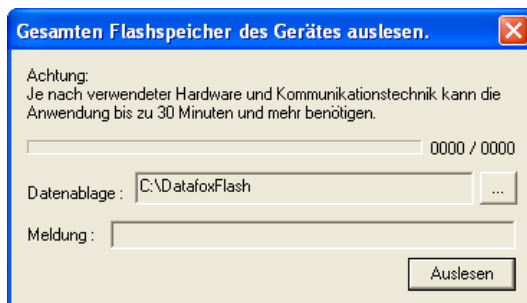 Gesamten Flashspeicher des Gerätes auslesen.
Achtung:
Je nach verwendeter Hardware und Kommunikationstechnik kann die
Anwendung bis zu 30 Minuten und mehr benötigen.
0000 / 0000
Datenablage : C:\DatafoxFlash ...
Meldung :
Auslesen